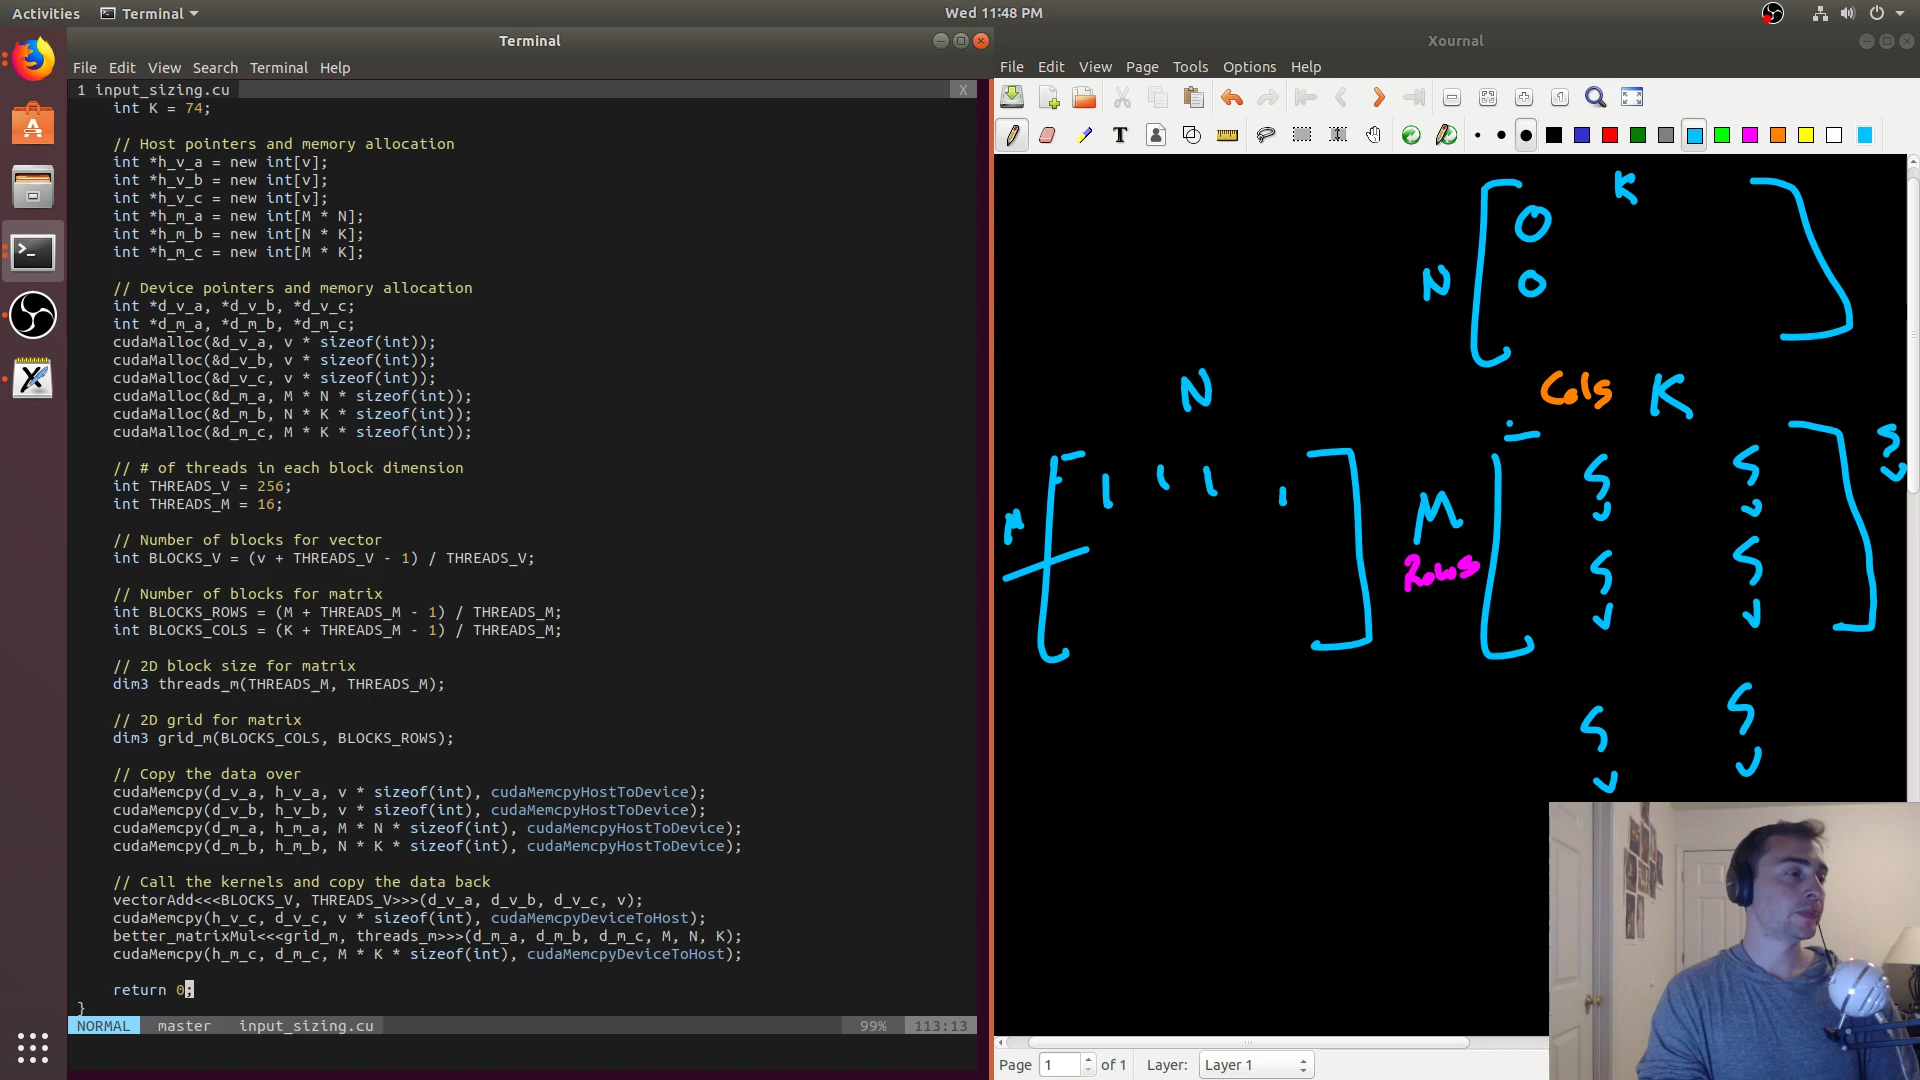 Activities
Terminal
Wed 11:48 PM
Terminal
File Edit View Search Terminal Help
1 input_sizing.cu X
int K = 74;
// Host pointers and memory allocation
int *h_v_a = new int[v];
int *h_v_b = new int[v];
int *h_v_c = new int[v];
int *h_m_a = new int[M * N];
int *h_m_b = new int[N * K];
int *h_m_c = new int[M * K];
// Device pointers and memory allocation
int *d_v_a, *d_v_b, *d_v_c;
int *d_m_a, *d_m_b, *d_m_c;
cudaMalloc(&d_v_a, v * sizeof(int));
cudaMalloc(&d_v_b, v * sizeof(int));
cudaMalloc(&d_v_c, v * sizeof(int));
cudaMalloc(&d_m_a, M * N * sizeof(int));
cudaMalloc(&d_m_b, N * K * sizeof(int));
cudaMalloc(&d_m_c, M * K * sizeof(int));
// # of threads in each block dimension
int THREADS_V = 256;
int THREADS_M = 16;
// Number of blocks for vector
int BLOCKS_V = (v + THREADS_V - 1) / THREADS_V;
// Number of blocks for matrix
int BLOCKS_ROWS = (M + THREADS_M - 1) / THREADS_M;
int BLOCKS_COLS = (K + THREADS_M - 1) / THREADS_M;
// 2D block size for matrix
dim3 threads_m(THREADS_M, THREADS_M);
// 2D grid for matrix
dim3 grid_m(BLOCKS_COLS, BLOCKS_ROWS);
// Copy the data over
cudaMemcpy(d_v_a, h_v_a, v * sizeof(int), cudaMemcpyHostToDevice);
cudaMemcpy(d_v_b, h_v_b, v * sizeof(int), cudaMemcpyHostToDevice);
cudaMemcpy(d_m_a, h_m_a, M * N * sizeof(int), cudaMemcpyHostToDevice);
cudaMemcpy(d_m_b, h_m_b, N * K * sizeof(int), cudaMemcpyHostToDevice);
// Call the kernels and copy the data back
vectorAdd<<<BLOCKS_V, THREADS_V>>>(d_v_a, d_v_b, d_v_c, v);
cudaMemcpy(h_v_c, d_v_c, v * sizeof(int), cudaMemcpyDeviceToHost);
better_matrixMul<<<grid_m, threads_m>>>(d_m_a, d_m_b, d_m_c, M, N, K);
cudaMemcpy(h_m_c, d_m_c, M * K * sizeof(int), cudaMemcpyDeviceToHost);
return 0;
}
NORMAL master input_sizing.cu 99% 113:13
Xournal
File Edit View Page Tools Options Help
K
N
N
Cols K
M
M
Rows
Page 1 of 1 Layer: Layer 1